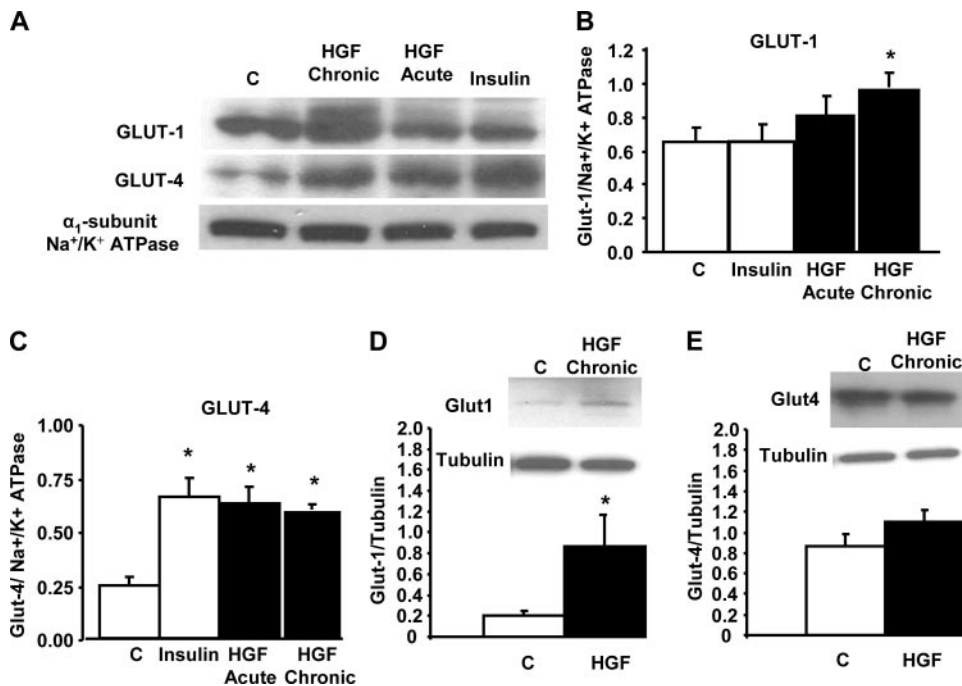 A
C
HGF
Chronic
HGF
Acute
Insulin
GLUT-1
GLUT-4
α₁-subunit
Na⁺/K⁺ ATPase
B
GLUT-1
*
Glut-1/Na+/K+ ATPase
1.2
1.0
0.8
0.6
0.4
0.2
0.0
C
Insulin
HGF
Acute
HGF
Chronic
C
GLUT-4
* * *
Glut-4/ Na+/K+ ATPase
1.00
0.75
0.50
0.25
0.00
C
Insulin
HGF
Acute
HGF
Chronic
D
C
HGF
Chronic
Glut1
Tubulin
*
Glut-1/Tubulin
2.0
1.8
1.6
1.4
1.2
1.0
0.8
0.6
0.4
0.2
0
C
HGF
E
C
HGF
Chronic
Glut4
Tubulin
Glut-4/Tubulin
2.0
1.8
1.6
1.4
1.2
1.0
0.8
0.6
0.4
0.2
0
C
HGF